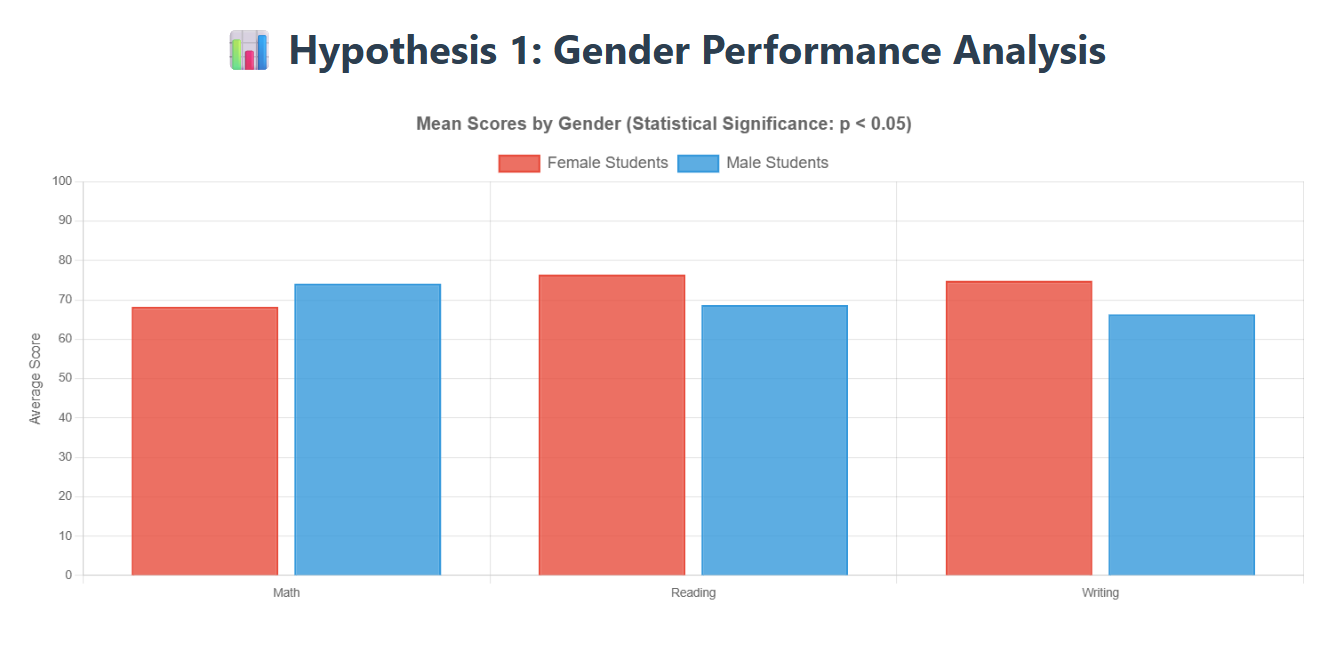 Hypothesis 1: Gender Performance Analysis
Mean Scores by Gender (Statistical Significance: p < 0.05)
Female Students Male Students
100
90
80
70
60
50
40
30
20
10
0
Average Score
Math Reading Writing